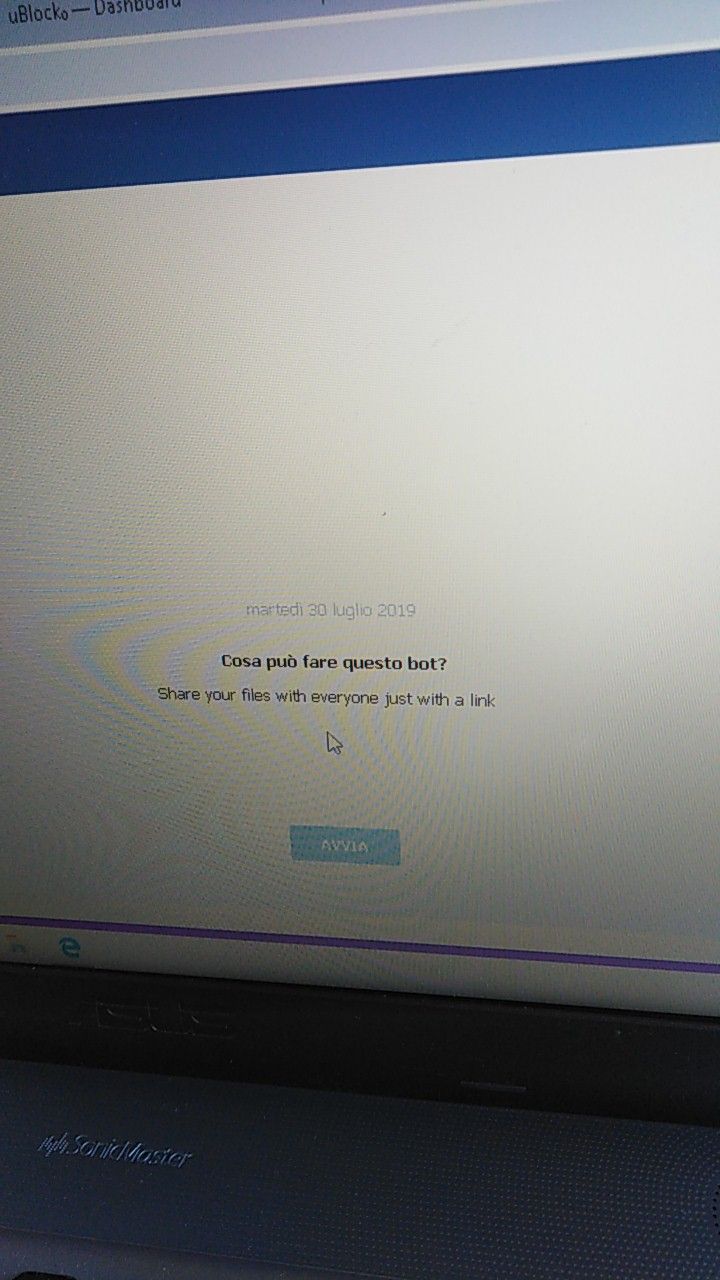 uBlock₀ — Dashboard
martedì 30 luglio 2019
Cosa può fare questo bot?
Share your files with everyone just with a link
AVVIA
ASUS
SonicMaster